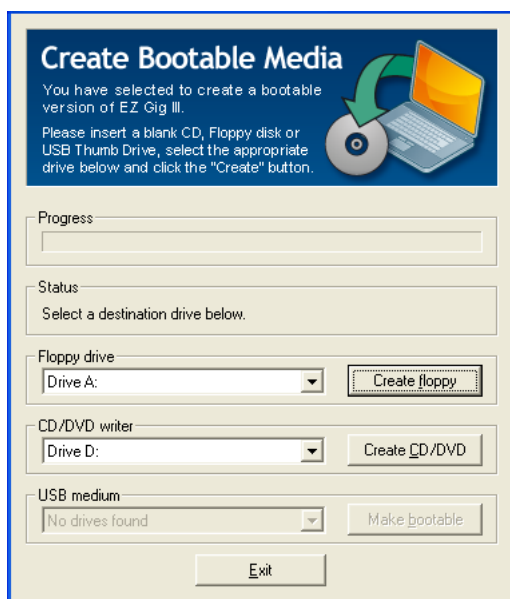 Create Bootable Media
You have selected to create a bootable
version of EZ Gig III.
Please insert a blank CD, Floppy disk or
USB Thumb Drive, select the appropriate
drive below and click the "Create" button.
Progress
Status
Select a destination drive below.
Floppy drive
Drive A:
Create floppy
CD/DVD writer
Drive D:
Create CD/DVD
USB medium
No drives found
Make bootable
Exit